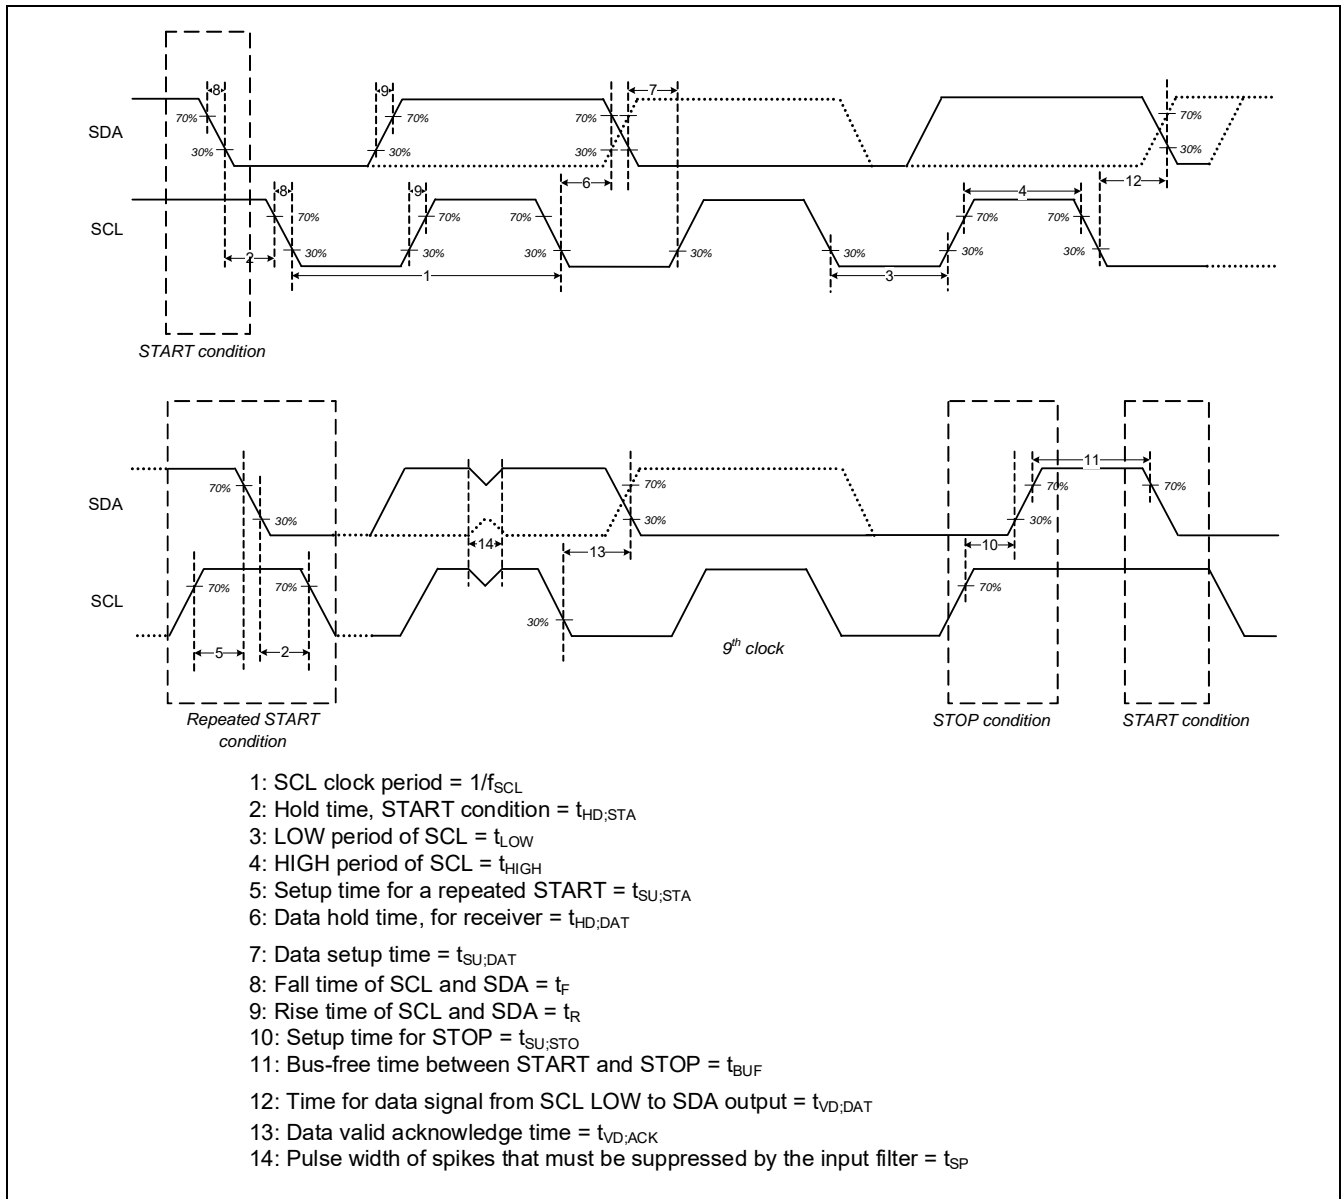 8
9
7
70%
70%
70%
SDA
30%
30%
30%
30%
8
9
6
4
12
SCL
70%
70%
70%
70%
70%
30%
30%
30%
30%
30%
30%
30%
2
1
3
START condition
11
70%
70%
70%
70%
SDA
30%
30%
30%
14
13
10
SCL
70%
70%
70%
30%
5
2
9th clock
Repeated START
condition
STOP condition
START condition
1: SCL clock period = 1/fSCL
2: Hold time, START condition = tHD;STA
3: LOW period of SCL = tLOW
4: HIGH period of SCL = tHIGH
5: Setup time for a repeated START = tSU;STA
6: Data hold time, for receiver = tHD;DAT
7: Data setup time = tSU;DAT
8: Fall time of SCL and SDA = tF
9: Rise time of SCL and SDA = tR
10: Setup time for STOP = tSU;STO
11: Bus-free time between START and STOP = tBUF
12: Time for data signal from SCL LOW to SDA output = tVD;DAT
13: Data valid acknowledge time = tVD;ACK
14: Pulse width of spikes that must be suppressed by the input filter = tSP